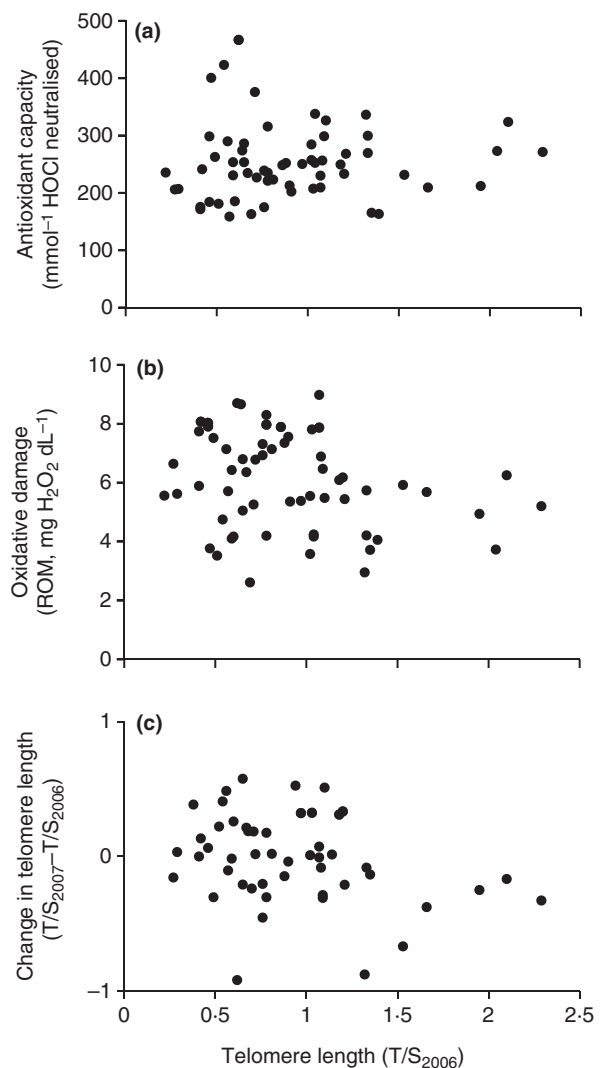 (a)
500
400
300
200
100
0
Antioxidant capacity
(mmol⁻¹ HOCl neutralised)
(b)
10
8
6
4
2
0
Oxidative damage
(ROM, mg H₂O₂ dL⁻¹)
(c)
1
0
−1
Change in telomere length
(T/S₂₀₀₇–T/S₂₀₀₆)
0 0·5 1 1·5 2 2·5
Telomere length (T/S₂₀₀₆)